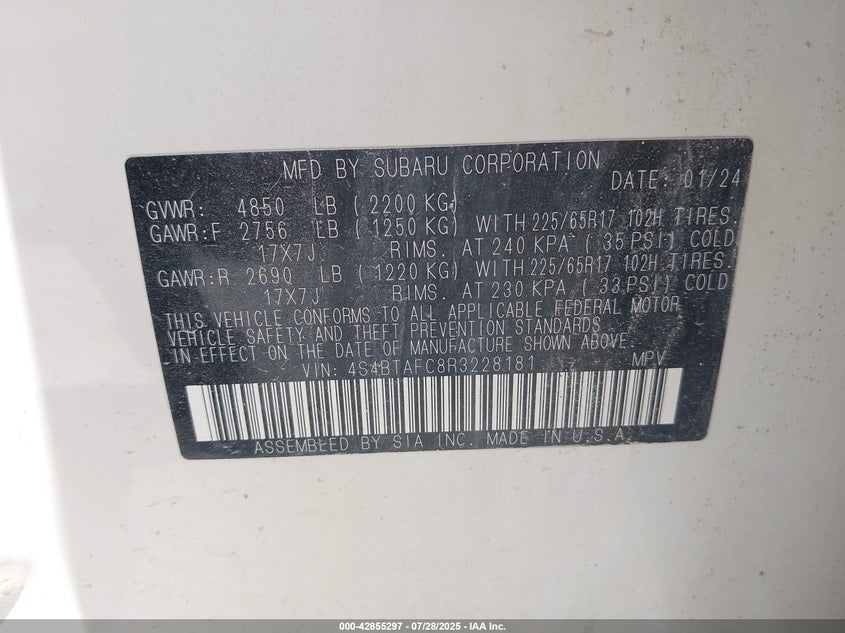 MFD BY SUBARU CORPORATION
DATE: 01/24
GVWR: 4850 LB (2200 KG)
GAWR:F 2756 LB (1250 KG) WITH 225/65R17 102H TIRES.
17X7J RIMS. AT 240 KPA (35 PSI) COLD
GAWR:R 2690 LB (1220 KG) WITH 225/65R17 102H TIRES.
17X7J RIMS. AT 230 KPA (33 PSI) COLD
THIS VEHICLE CONFORMS TO ALL APPLICABLE FEDERAL MOTOR
VEHICLE SAFETY AND THEFT PREVENTION STANDARDS
IN EFFECT ON THE DATE OF MANUFACTURE SHOWN ABOVE.
VIN: 4S4BTAFC8R3228181 MPV
ASSEMBLED BY SIA INC. MADE IN U.S.A.
000-42855297 - 07/28/2025 - IAA Inc.